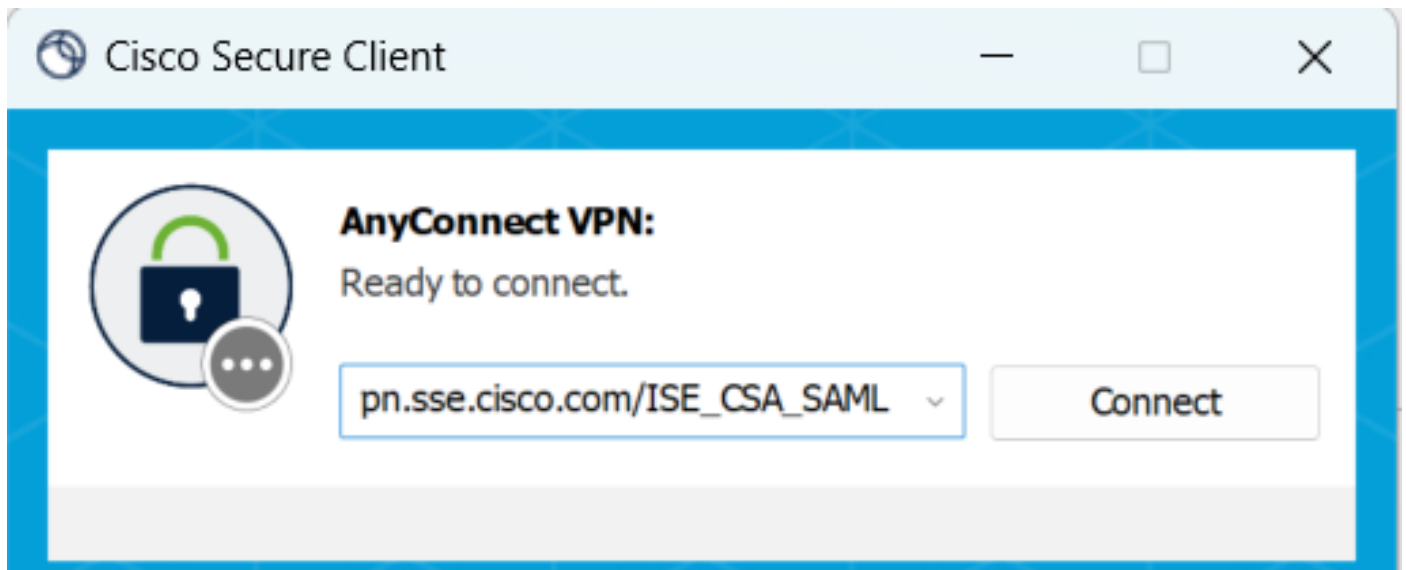 Cisco Secure Client
AnyConnect VPN:
Ready to connect.
pn.sse.cisco.com/ISE_CSA_SAML
Connect